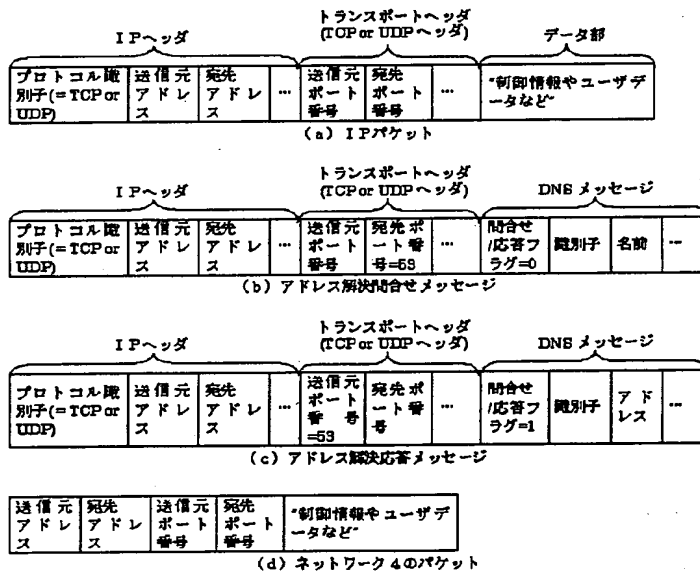 IPヘッダ
トランスポートヘッダ
(TCP or UDPヘッダ)
データ部
プロトコル識別子(=TCP or UDP)
送信元アドレス
宛先アドレス
…
送信元ポート番号
宛先ポート番号
…
"制御情報やユーザデータなど"
(a) IPパケット
IPヘッダ
トランスポートヘッダ
(TCP or UDPヘッダ)
DNSメッセージ
プロトコル識別子(=TCP or UDP)
送信元アドレス
宛先アドレス
…
送信元ポート番号
宛先ポート番号=53
…
問合せ/応答フラグ=0
識別子
名前
…
(b) アドレス解決問合せメッセージ
IPヘッダ
トランスポートヘッダ
(TCP or UDPヘッダ)
DNSメッセージ
プロトコル識別子(=TCP or UDP)
送信元アドレス
宛先アドレス
…
送信元ポート番号=53
宛先ポート番号
…
問合せ/応答フラグ=1
識別子
アドレス
…
(c) アドレス解決応答メッセージ
送信元アドレス
宛先アドレス
送信元ポート番号
宛先ポート番号
"制御情報やユーザデータなど"
(d) ネットワーク4のパケット